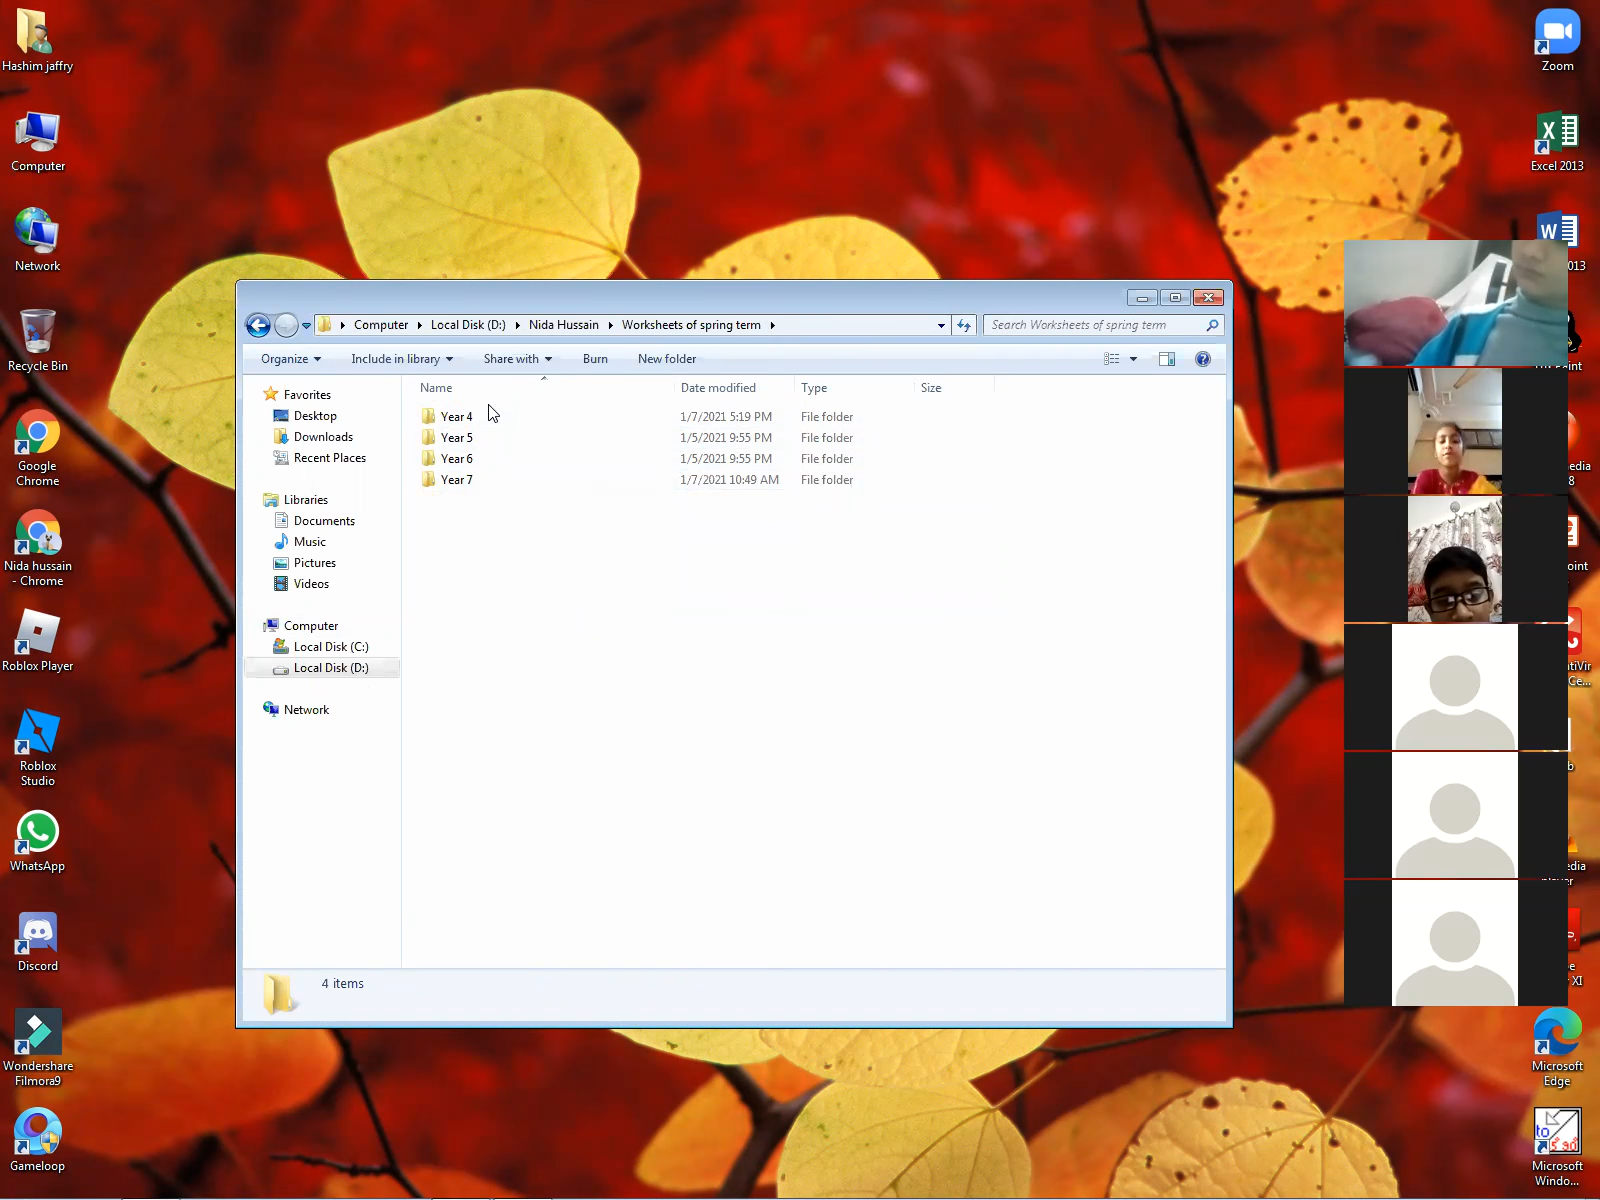 Hashim jaffry
Computer
Network
Recycle Bin
Google
Chrome
Nida hussain
- Chrome
Roblox Player
Roblox
Studio
WhatsApp
Discord
Wondershare
Filmora9
Gameloop
Computer
Local Disk (D:)
Nida Hussain
Worksheets of spring term
Search Worksheets of spring term
Organize
Include in library
Share with
Burn
New folder
Favorites
Desktop
Downloads
Recent Places
Libraries
Documents
Music
Pictures
Videos
Computer
Local Disk (C:)
Local Disk (D:)
Network
Name Date modified Type Size
Year 4 1/7/2021 5:19 PM File folder
Year 5 1/5/2021 9:55 PM File folder
Year 6 1/5/2021 9:55 PM File folder
Year 7 1/7/2021 10:49 AM File folder
4 items
Zoom
Excel 2013
013
Microsoft
Edge
Microsoft
Windo...